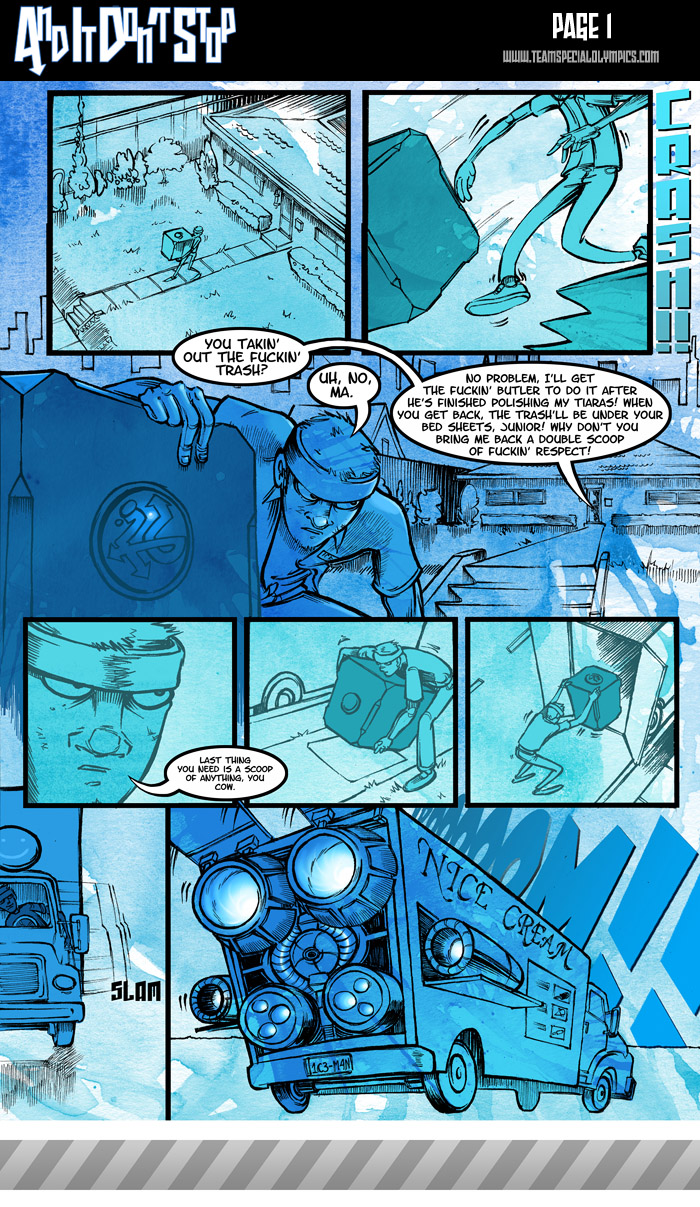 AND IT DON'T STOP
PAGE 1
WWW.TEAMSPECIALOLYMPICS.COM
CRASH!!
YOU TAKIN'
OUT THE FUCKIN'
TRASH?
UH, NO,
MA.
NO PROBLEM, I'LL GET
THE FUCKIN' BUTLER TO DO IT AFTER
HE'S FINISHED POLISHING MY TIARAS! WHEN
YOU GET BACK, THE TRASH'LL BE UNDER YOUR
BED SHEETS, JUNIOR! WHY DON'T YOU
BRING ME BACK A DOUBLE SCOOP
OF FUCKIN' RESPECT!
LAST THING
YOU NEED IS A SCOOP
OF ANYTHING, YOU
COW.
SLAM
NICE CREAM
1C3-M4N